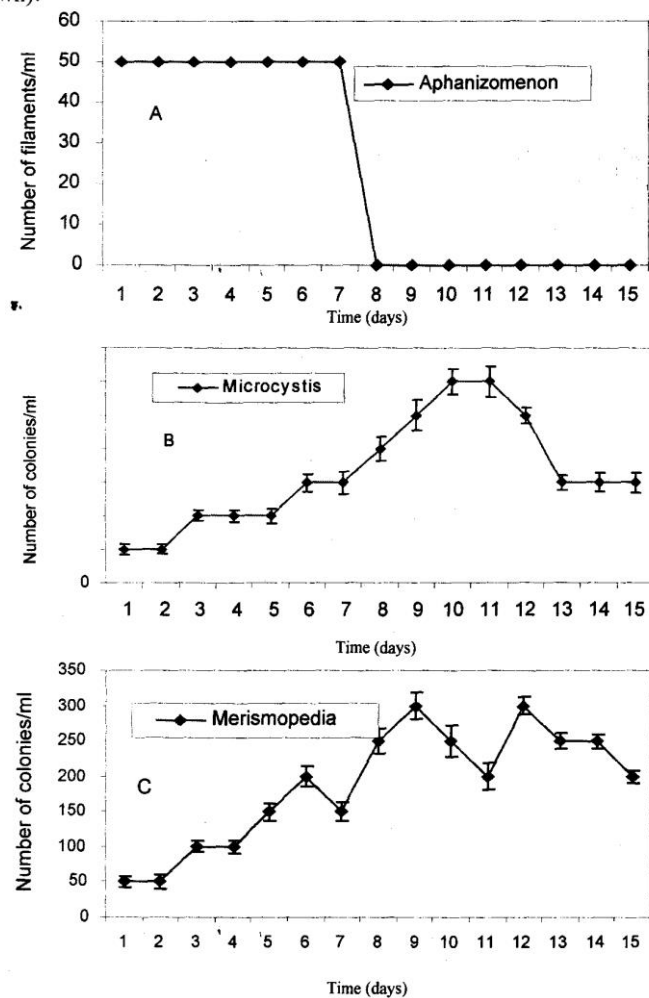 60
50
40
30
20
10
0
Number of filaments/ml
Aphanizomenon
A
1 2 3 4 5 6 7 8 9 10 11 12 13 14 15
Time (days)
Number of colonies/ml
Microcystis
B
0
1 2 3 4 5 6 7 8 9 10 11 12 13 14 15
Time (days)
350
300
250
200
150
100
50
0
Number of colonies/ml
Merismopedia
C
1 2 3 4 5 6 7 8 9 10 11 12 13 14 15
Time (days)